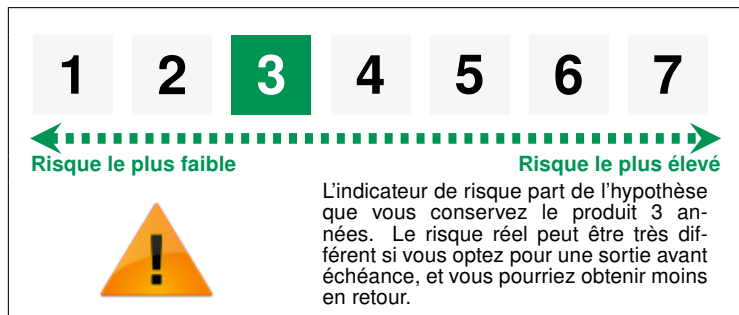 1 2 3 4 5 6 7
Risque le plus faible Risque le plus élevé
L'indicateur de risque part de l'hypothèse
que vous conservez le produit 3 an-
nées. Le risque réel peut être très dif-
férent si vous optez pour une sortie avant
échéance, et vous pourriez obtenir moins
en retour.